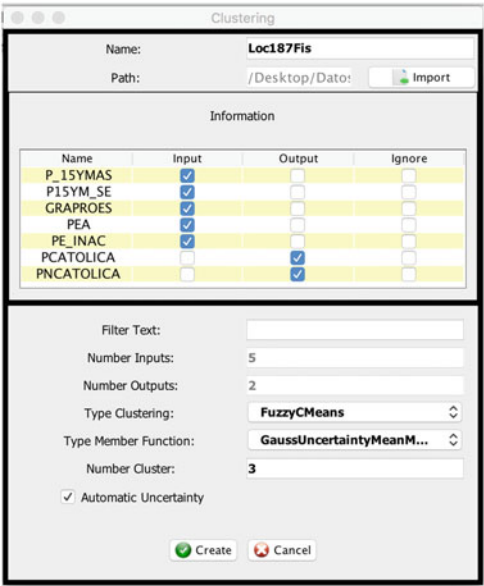 Clustering
Name: Loc187Fis
Path: /Desktop/Datos Import
Information
Name Input Output Ignore
P_15YMAS
P15YM_SE
GRAPROES
PEA
PE_INAC
PCATOLICA
PNCATOLICA
Filter Text:
Number Inputs: 5
Number Outputs: 2
Type Clustering: FuzzyCMeans
Type Member Function: GaussUncertaintyMeanM...
Number Cluster: 3
Automatic Uncertainty
Create Cancel